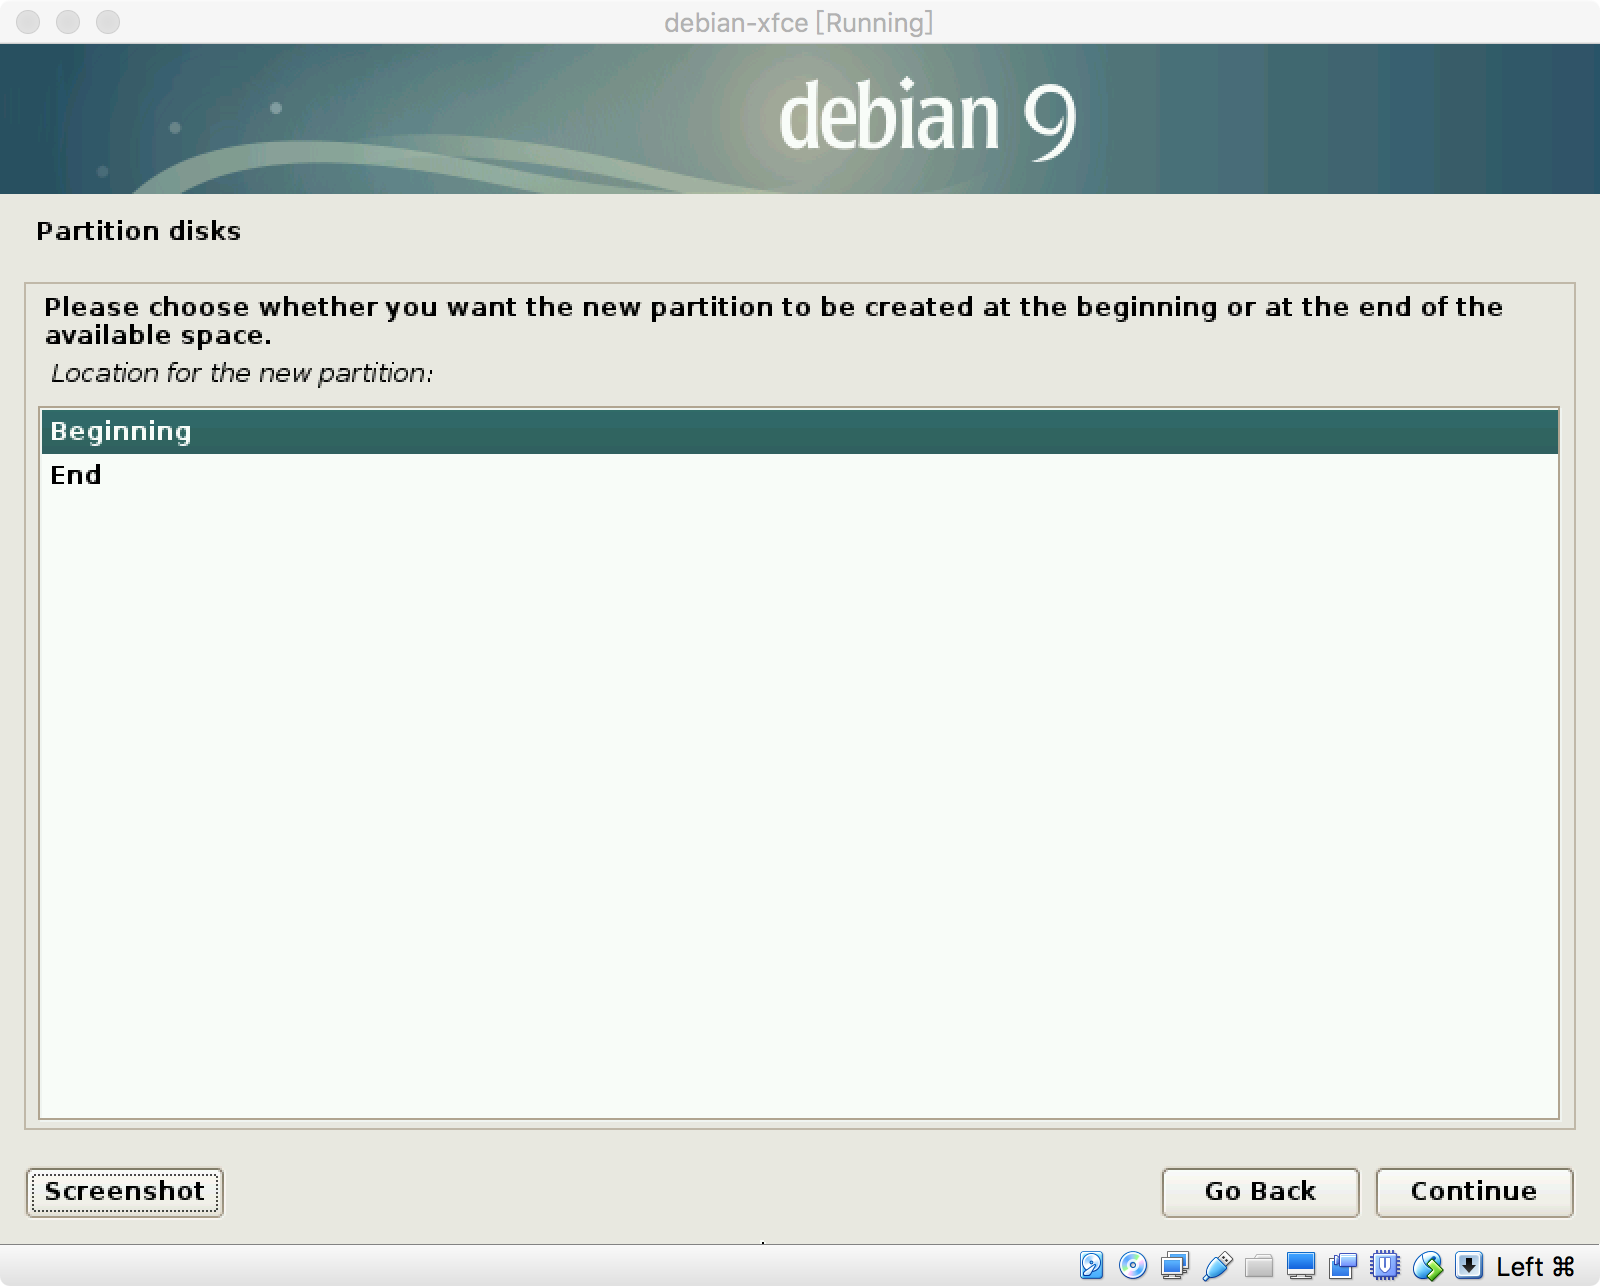 debian-xfce [Running]
debian 9
Partition disks
Please choose whether you want the new partition to be created at the beginning or at the end of the
available space.
Location for the new partition:
Beginning
End
Screenshot
Go Back
Continue
Left ⌘